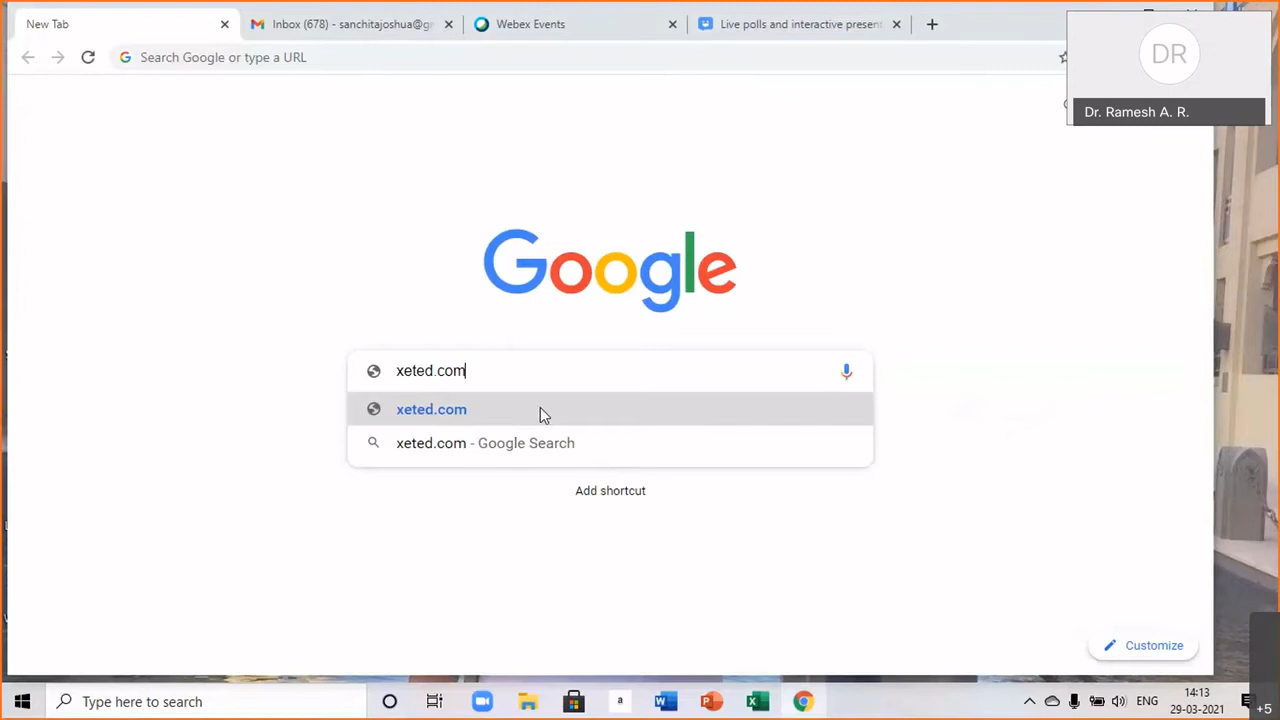 New Tab
Inbox (678) - sanchitajoshua@g
Webex Events
Live polls and interactive present
Search Google or type a URL
DR
Dr. Ramesh A. R.
Google
xeted.com
xeted.com
xeted.com - Google Search
Add shortcut
Customize
Type here to search
a
ENG
14:13
29-03-2021
+5